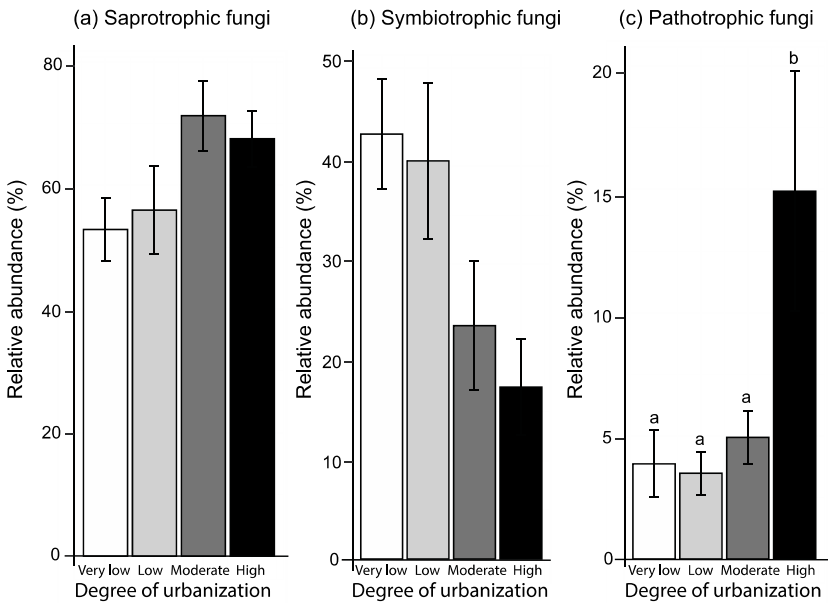 (a) Saprotrophic fungi
Relative abundance (%)
80
60
40
20
0
Very low Low Moderate High
Degree of urbanization
(b) Symbiotrophic fungi
Relative abundance (%)
50
40
30
20
10
0
Very low Low Moderate High
Degree of urbanization
(c) Pathotrophic fungi
Relative abundance (%)
20
15
10
5
0
a
a
a
b
Very low Low Moderate High
Degree of urbanization